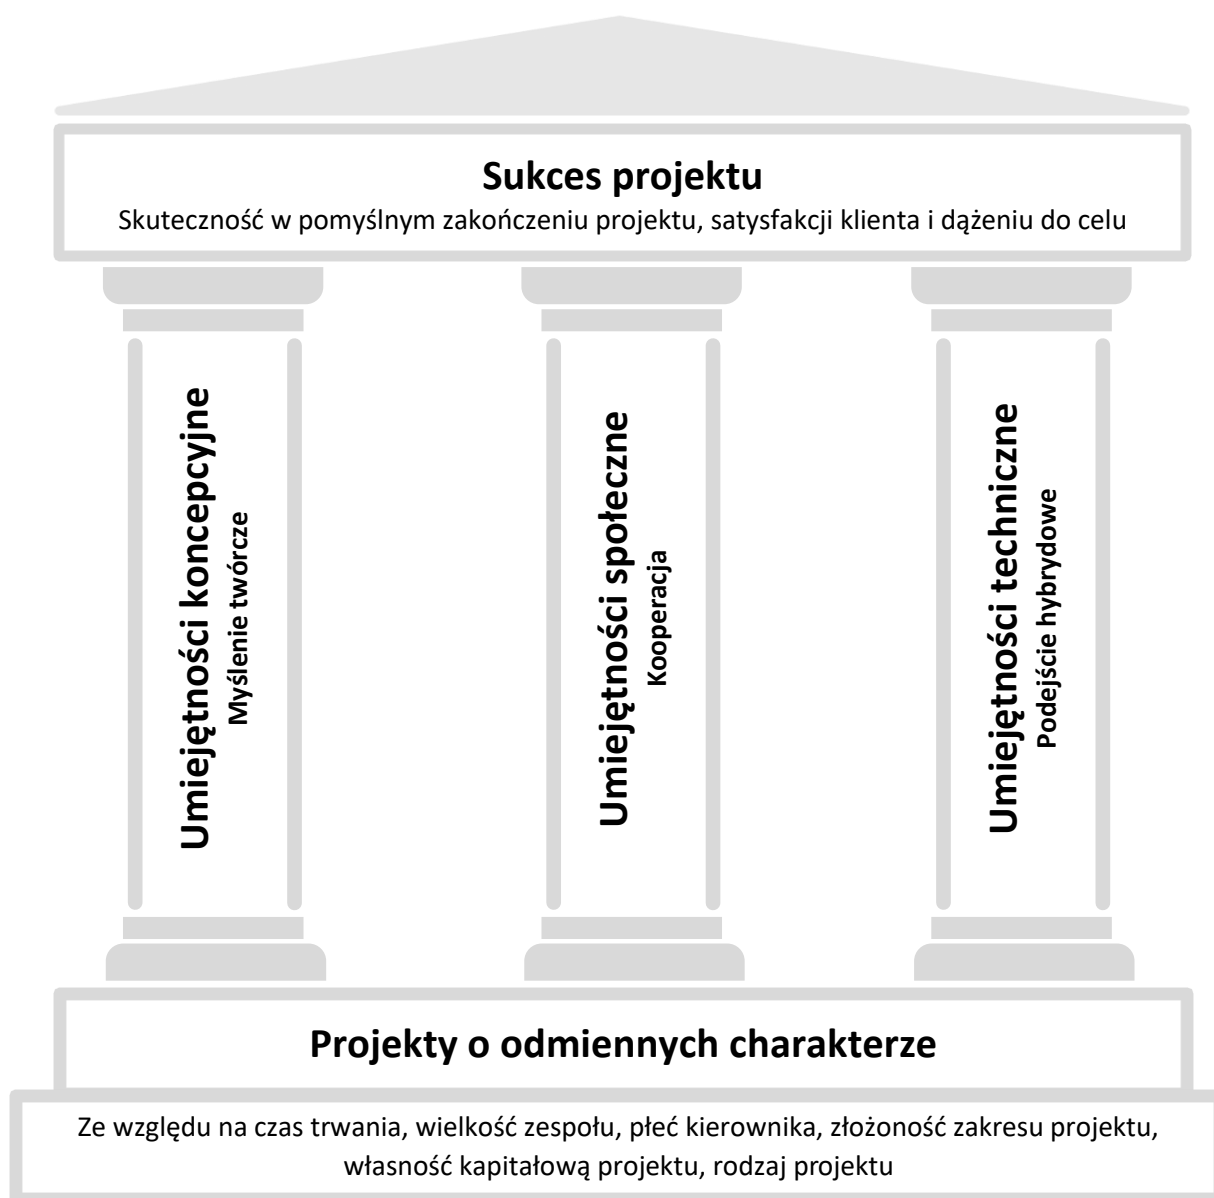 Sukces projektu
Skuteczność w pomyślnym zakończeniu projektu, satysfakcji klienta i dążeniu do celu
Umiejętności koncepcyjne
Myślenie twórcze
Umiejętności społeczne
Kooperacja
Umiejętności techniczne
Podejście hybrydowe
Projekty o odmiennych charakterze
Ze względu na czas trwania, wielkość zespołu, płeć kierownika, złożoność zakresu projektu,
własność kapitałową projektu, rodzaj projektu